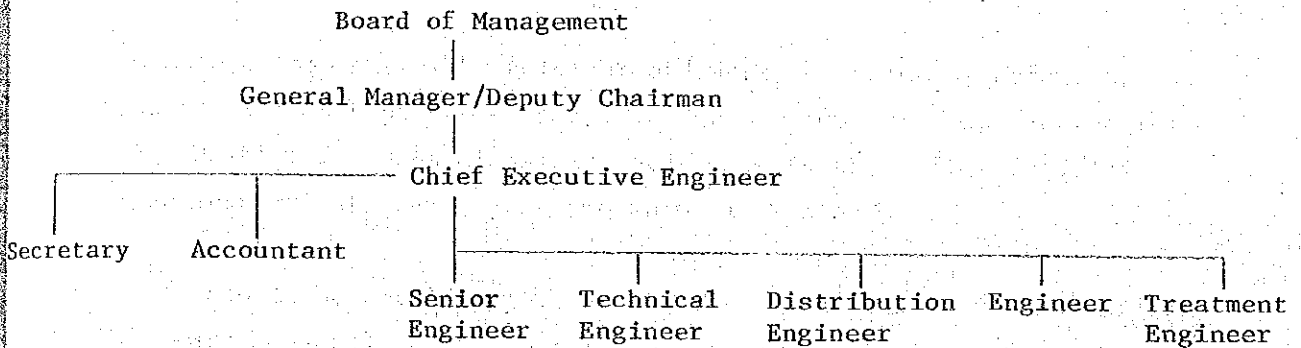 Board of Management
General Manager/Deputy Chairman
Chief Executive Engineer
Secretary Accountant
Senior Technical Distribution Engineer Treatment
Engineer Engineer Engineer Engineer